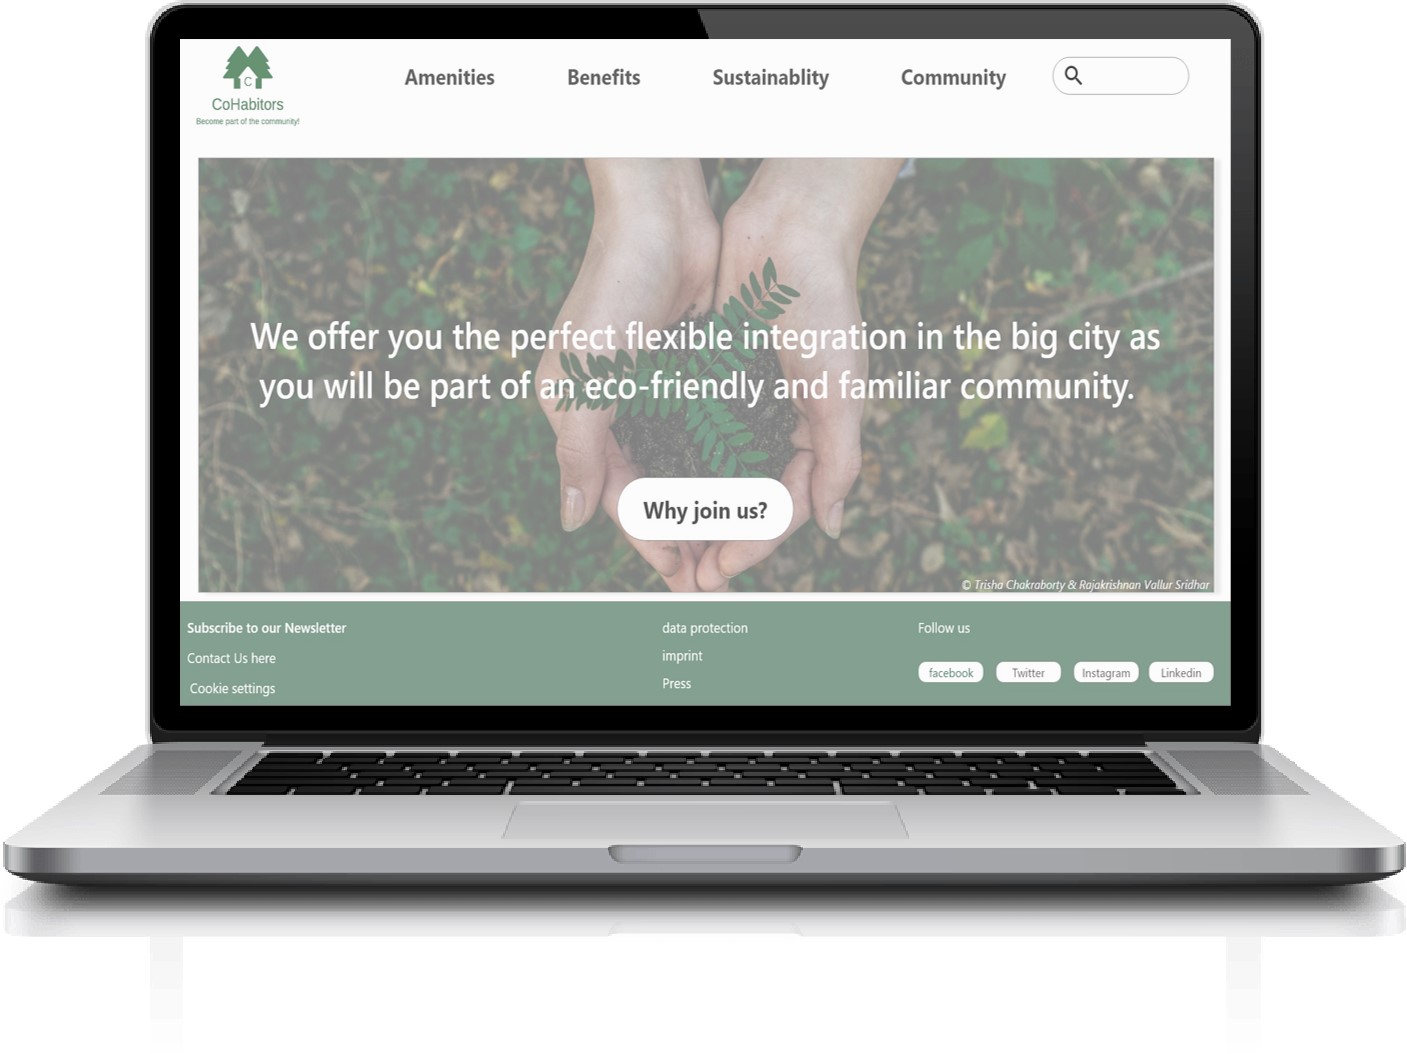 C
CoHabitors
Become part of the community!
Amenities
Benefits
Sustainablity
Community
We offer you the perfect flexible integration in the big city as
you will be part of an eco-friendly and familiar community.
Why join us?
© Trisha Chakraborty & Rajakrishnan Vallur Sridhar
Subscribe to our Newsletter
Contact Us here
Cookie settings
data protection
imprint
Press
Follow us
facebook
Twitter
Instagram
Linkedin